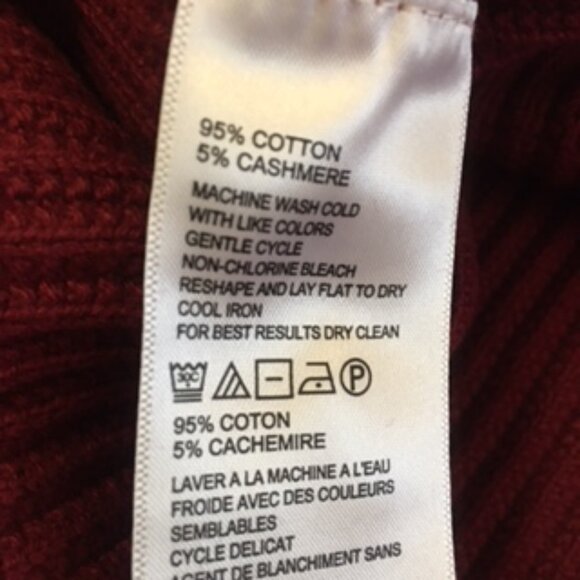 95% COTTON
5% CASHMERE
MACHINE WASH COLD
WITH LIKE COLORS
GENTLE CYCLE
NON-CHLORINE BLEACH
RESHAPE AND LAY FLAT TO DRY
COOL IRON
FOR BEST RESULTS DRY CLEAN
30C P
95% COTON
5% CACHEMIRE
LAVER A LA MACHINE A L'EAU
FROIDE AVEC DES COULEURS
SEMBLABLES
CYCLE DELICAT
AGENT DE BLANCHIMENT SANS